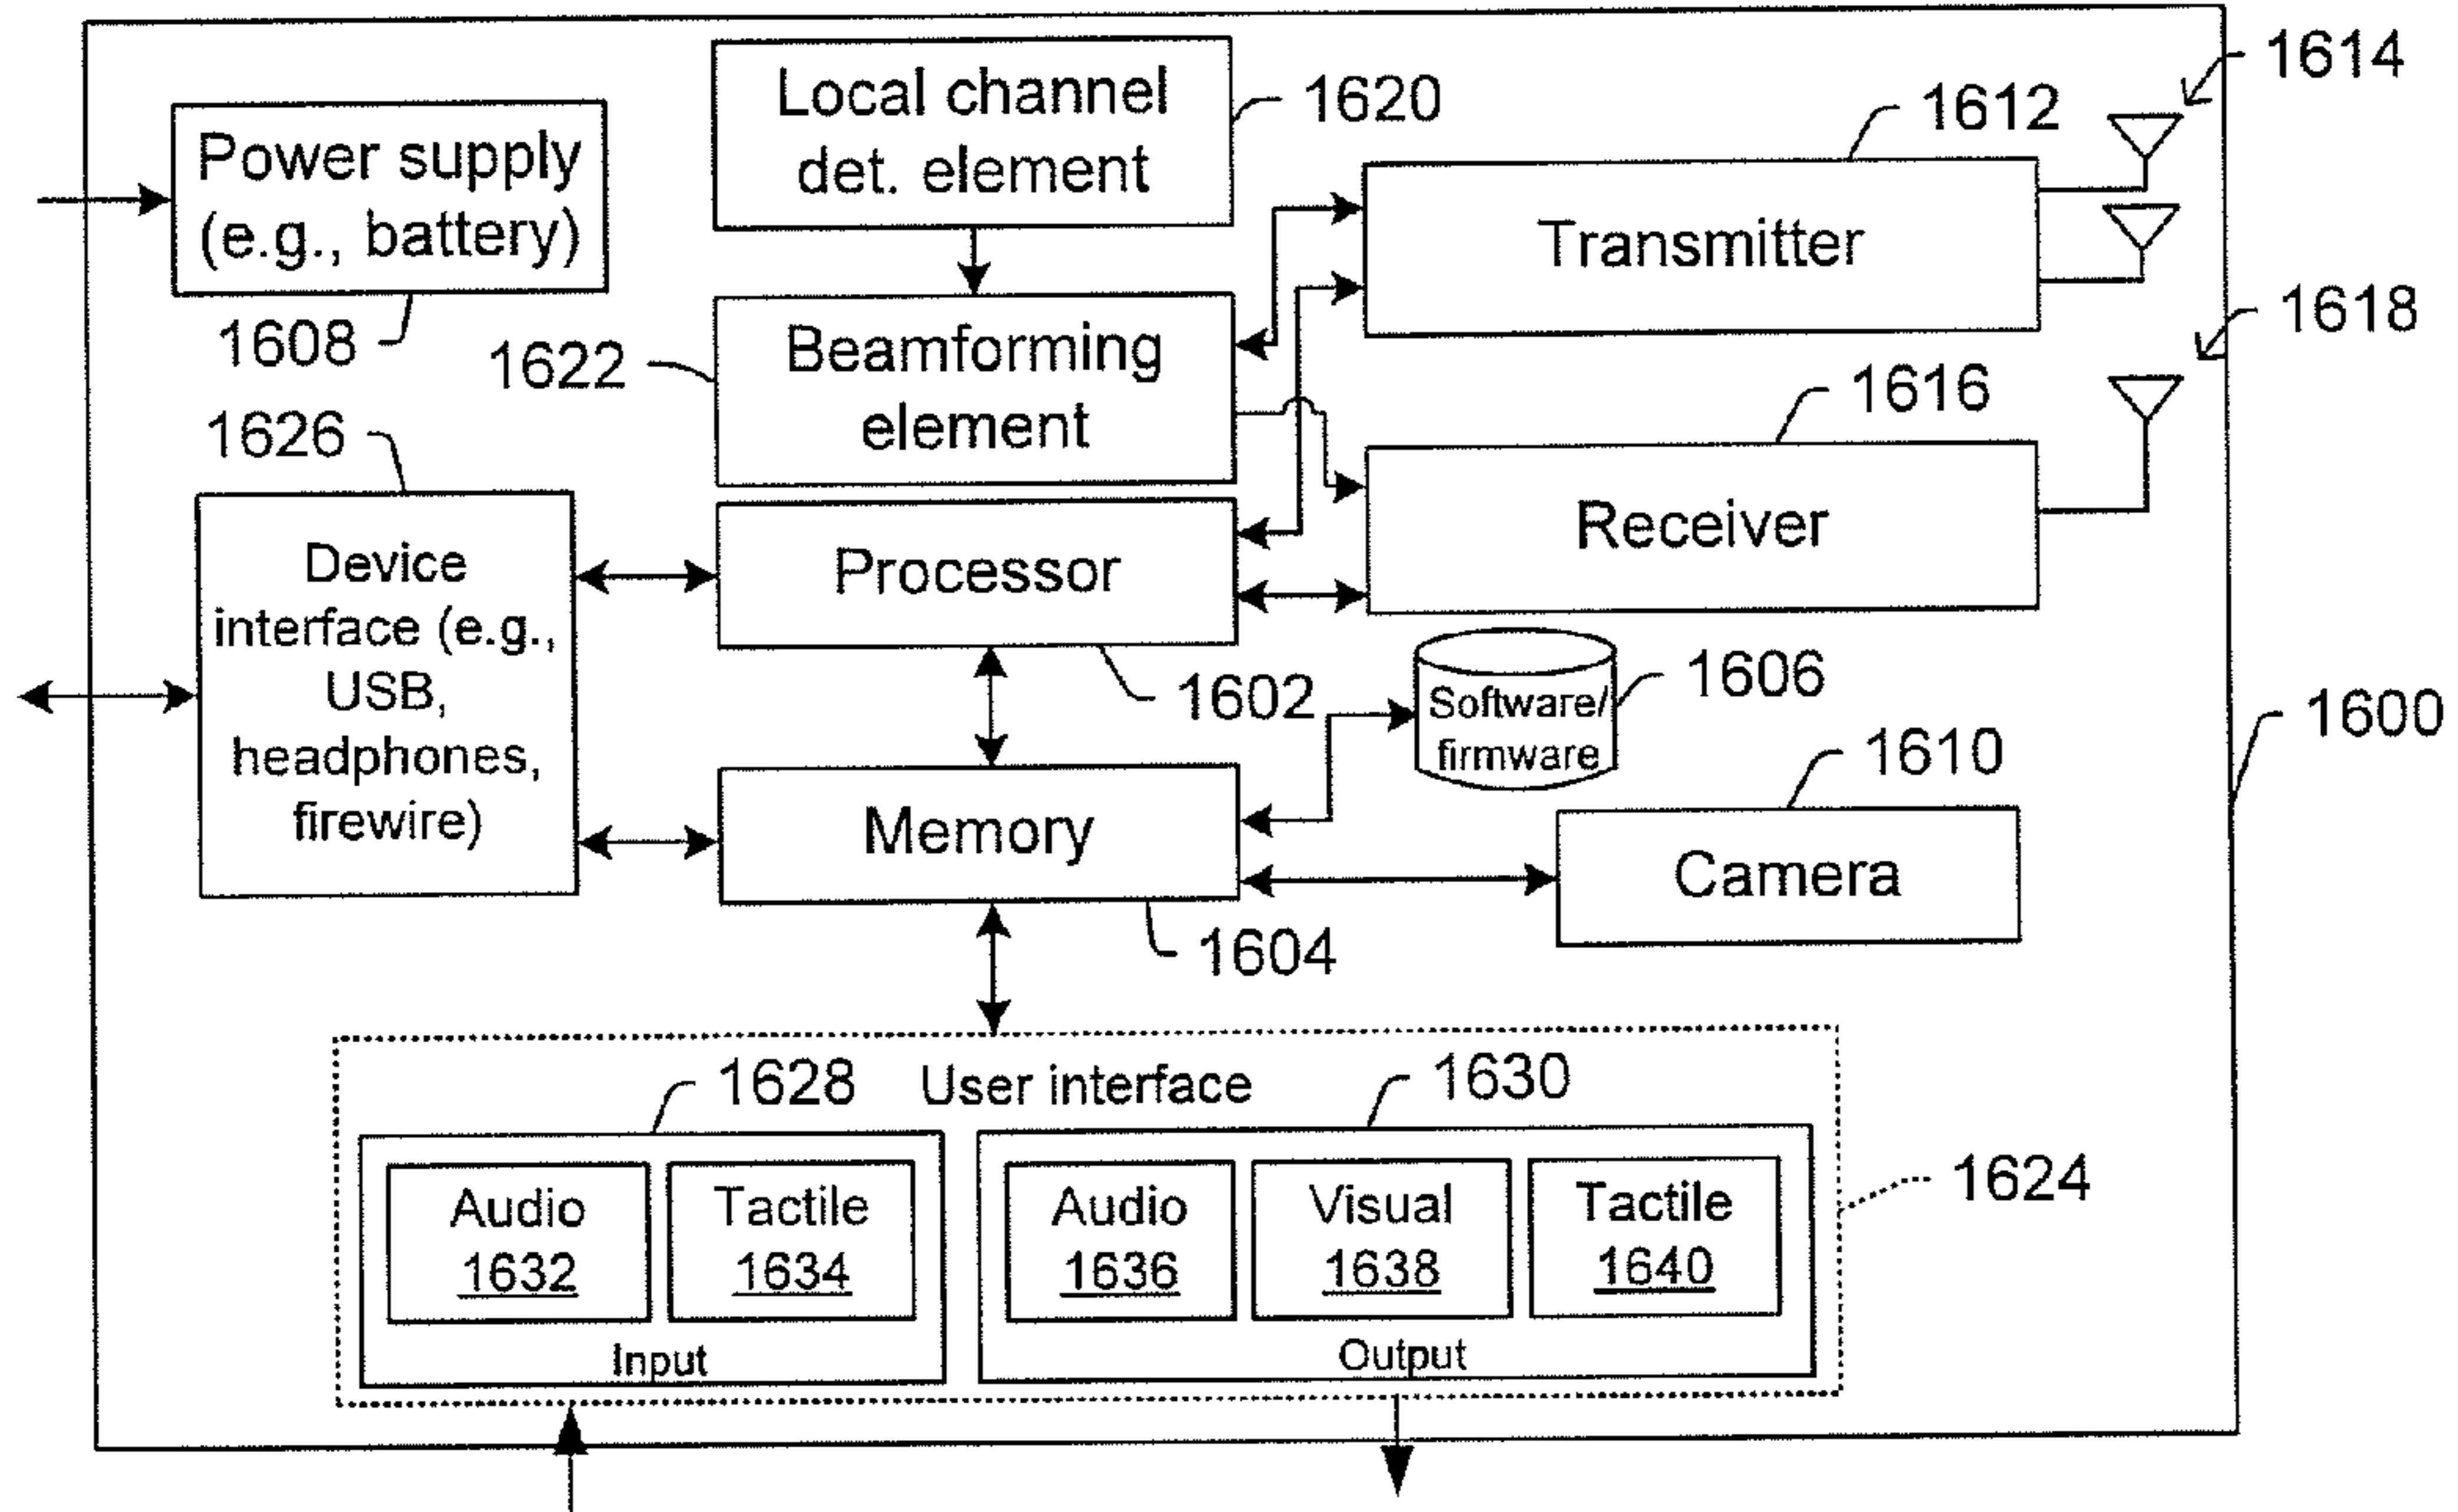 1614
Local channel
det. element
1620
1612
Power supply
(e.g., battery)
1608
Transmitter
1618
Beamforming
element
1622
1616
1626
Receiver
Device
interface (e.g.,
USB,
headphones,
firewire)
Processor
1602
Software/
firmware
1606
1600
1610
Memory
Camera
1604
User interface
1628
1630
Audio
1632
Tactile
1634
Input
Audio
1636
Visual
1638
Tactile
1640
Output
1624